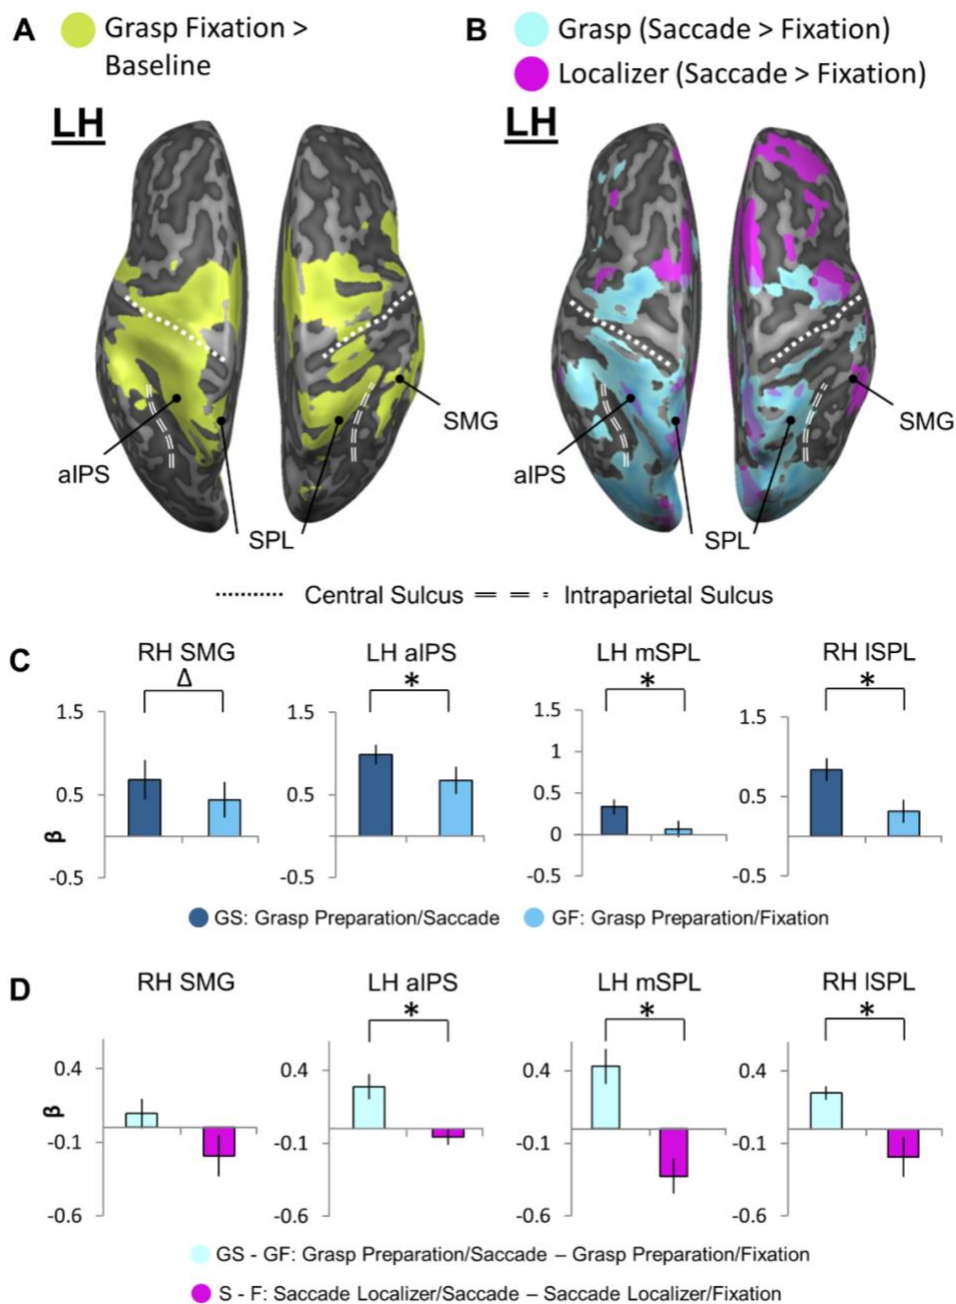 A
Grasp Fixation >
Baseline
B
Grasp (Saccade > Fixation)
Localizer (Saccade > Fixation)
LH
LH
SMG
aIPS
SPL
SMG
aIPS
SPL
Central Sulcus
Intraparietal Sulcus
C
RH SMG
Δ
1.5
0.5
-0.5
β
LH aIPS
*
1.5
0.5
-0.5
LH mSPL
*
1.5
1
0.5
0
-0.5
RH lSPL
*
1.5
0.5
-0.5
GS: Grasp Preparation/Saccade
GF: Grasp Preparation/Fixation
D
RH SMG
0.4
-0.1
-0.6
β
LH aIPS
*
0.4
-0.1
-0.6
LH mSPL
*
0.4
-0.1
-0.6
RH lSPL
*
0.4
-0.1
-0.6
GS - GF: Grasp Preparation/Saccade – Grasp Preparation/Fixation
S - F: Saccade Localizer/Saccade – Saccade Localizer/Fixation